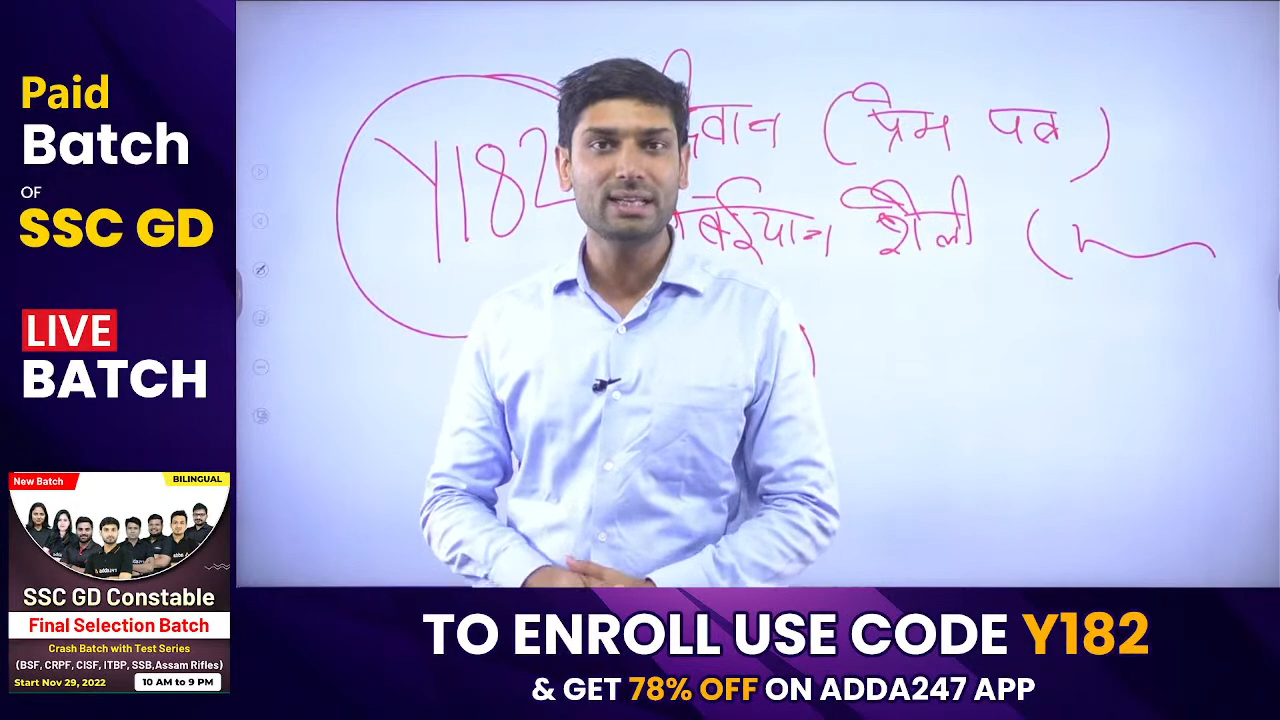 Paid
Batch
OF
SSC GD
LIVE
BATCH
New Batch
BILINGUAL
SSC GD Constable
Final Selection Batch
Crash Batch with Test Series
(BSF, CRPF, CISF, ITBP, SSB,Assam Rifles)
Start Nov 29, 2022
10 AM to 9 PM
Y182
(प्रेम पत्र)
शैली (
TO ENROLL USE CODE Y182
& GET 78% OFF ON ADDA247 APP